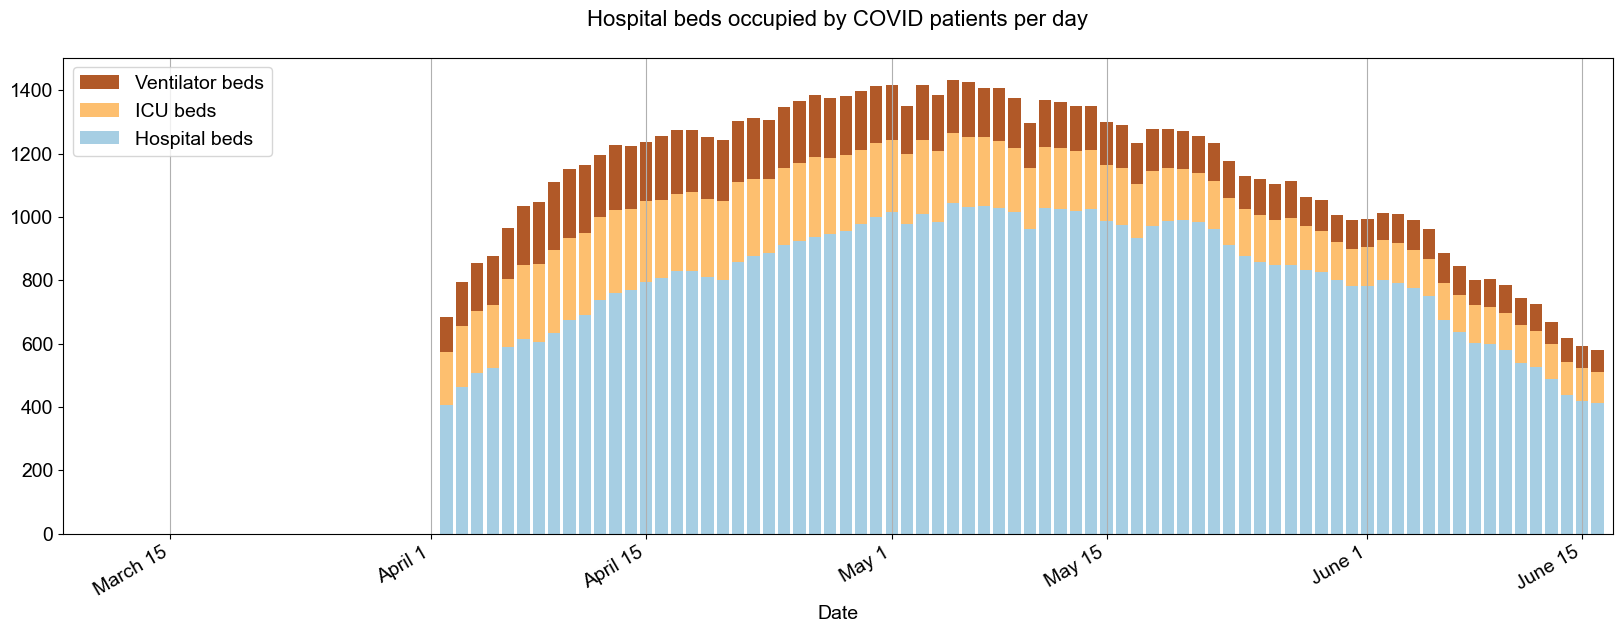 Hospital beds occupied by COVID patients per day
Ventilator beds
ICU beds
Hospital beds
1400
1200
1000
800
600
400
200
0
March 15
April 1
April 15
May 1
May 15
June 1
June 15
Date